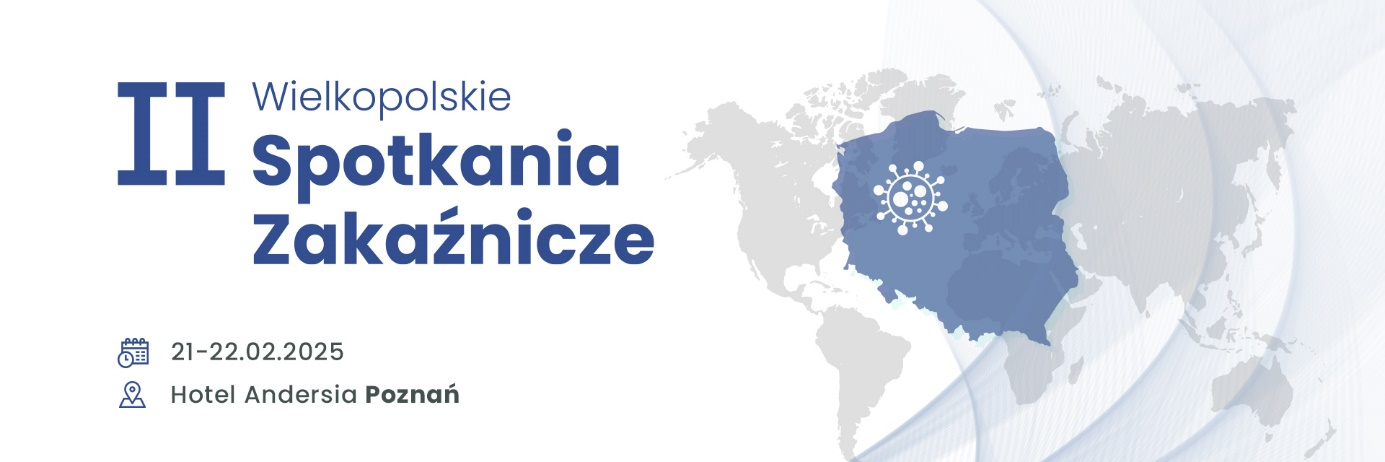 II
Wielkopolskie
Spotkania
Zakaźnicze
21-22.02.2025
Hotel Andersia Poznań